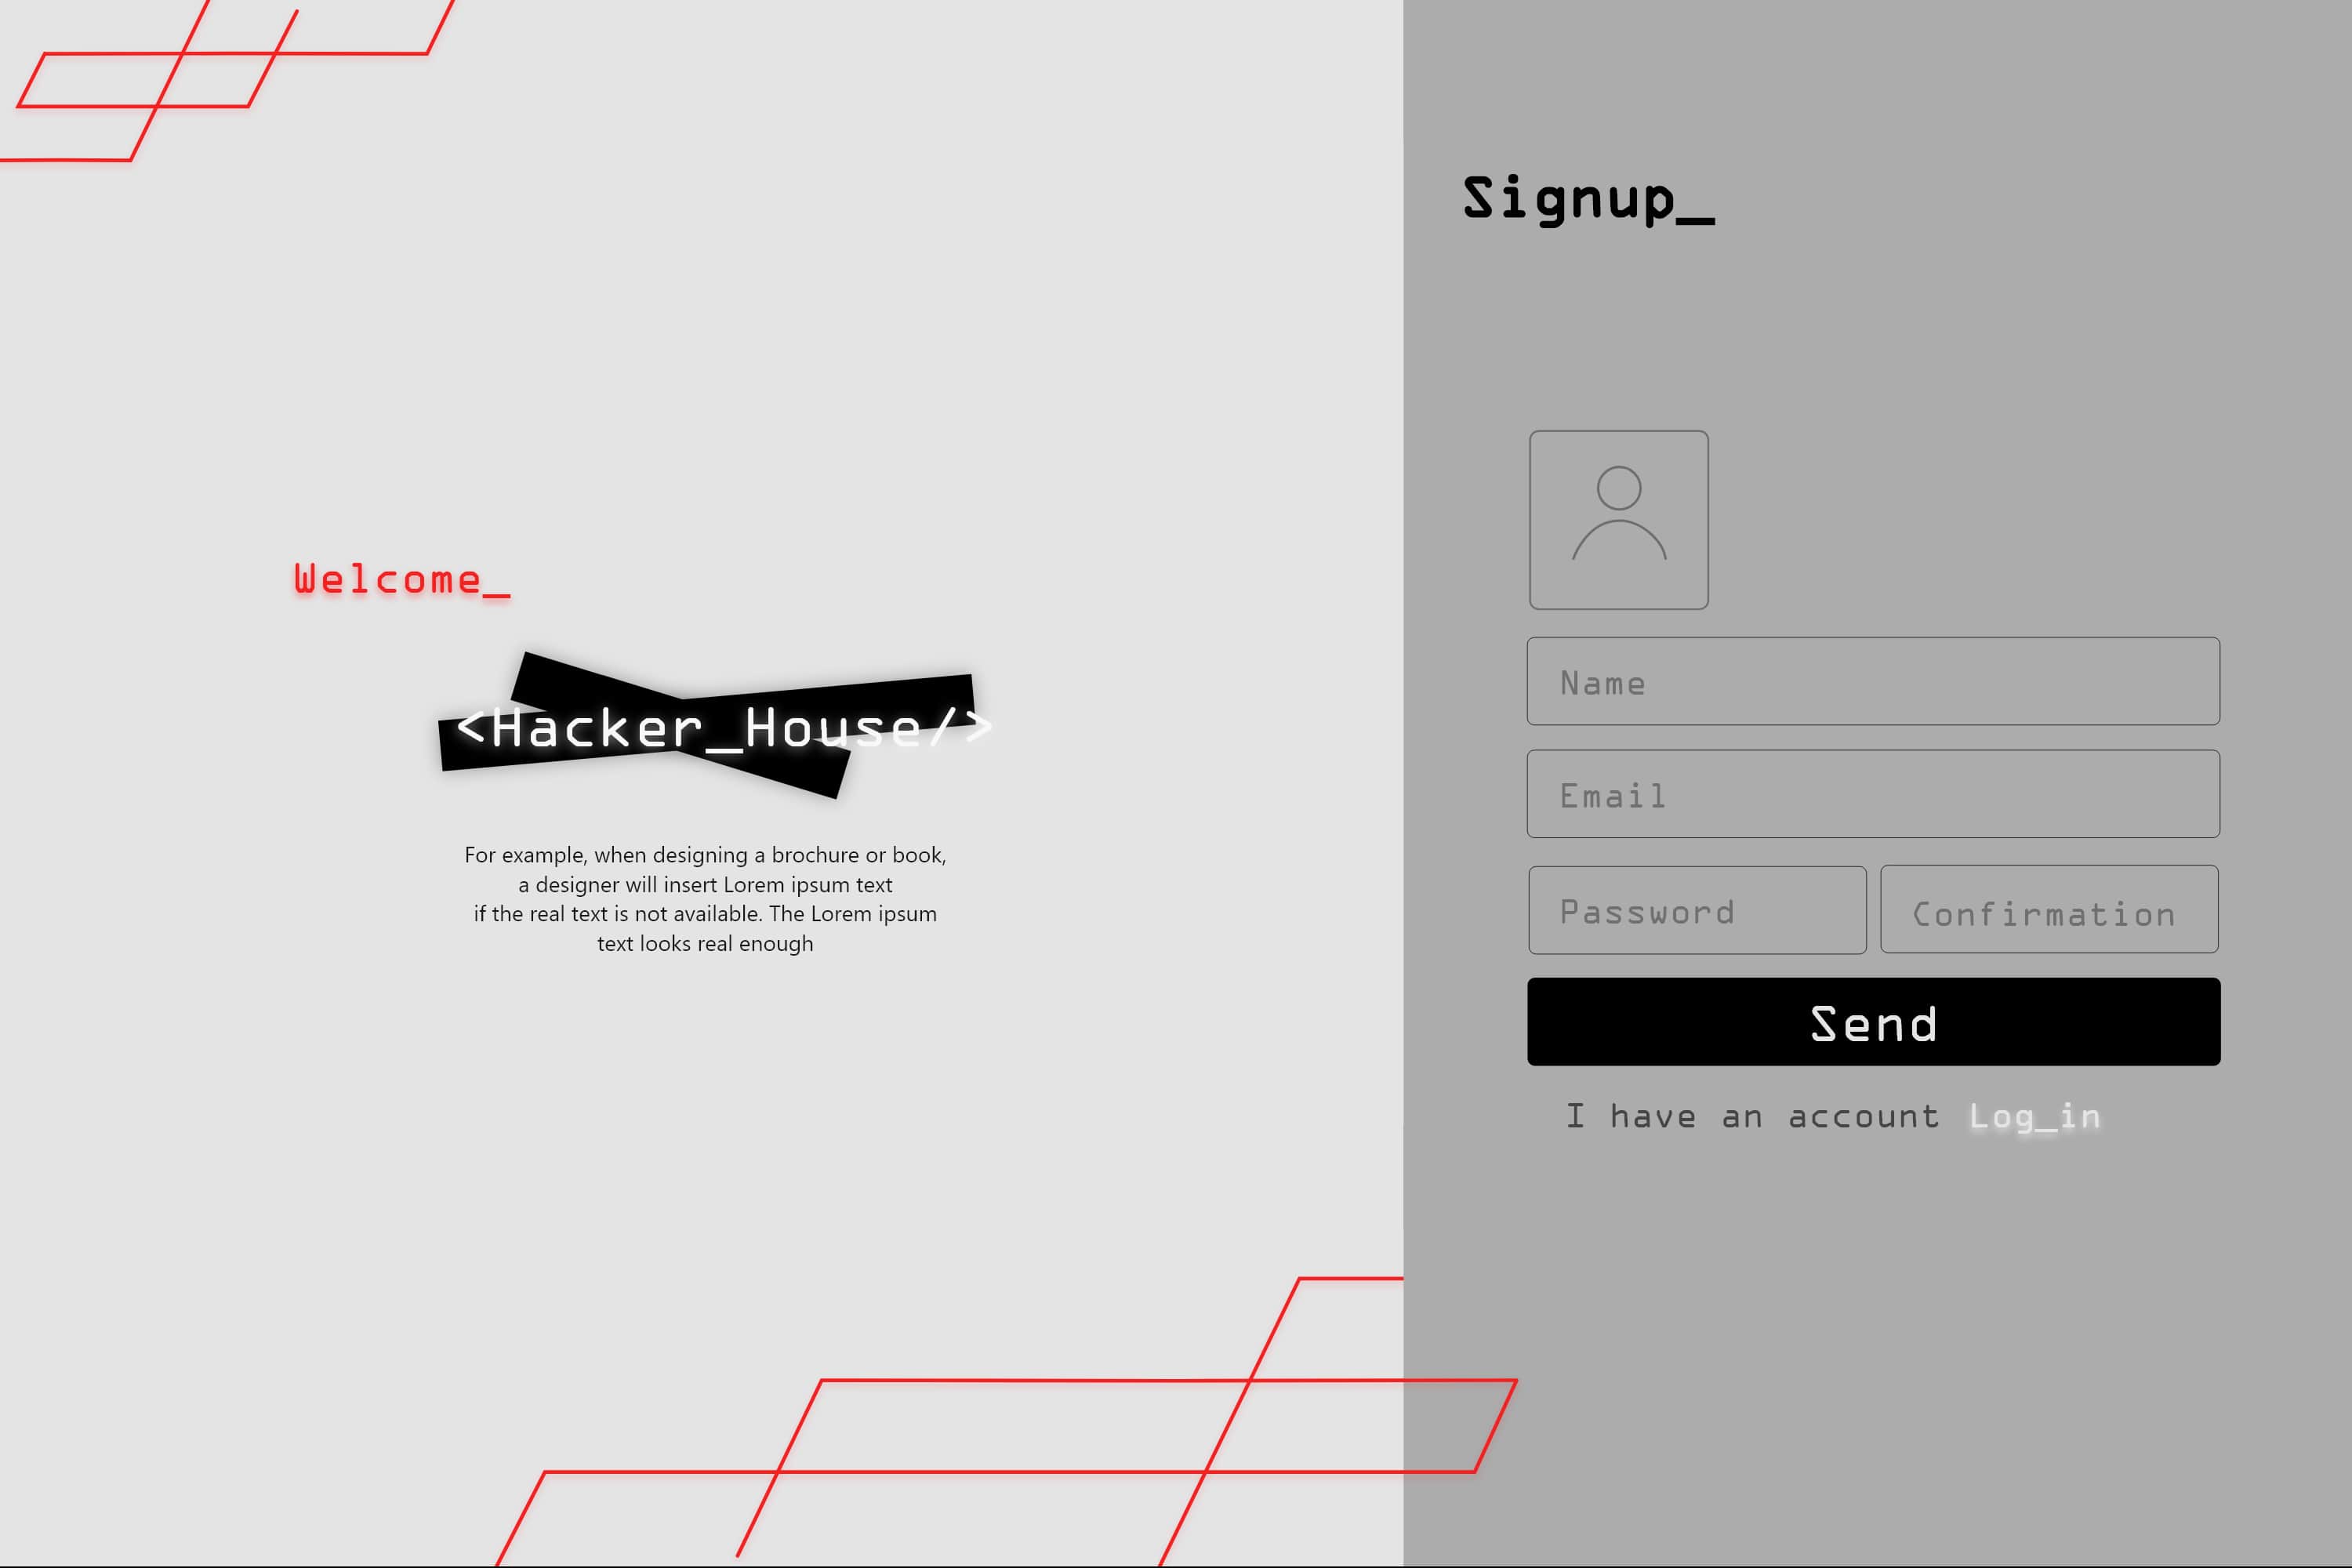 Welcome_
<Hacker_House/>
For example, when designing a brochure or book,
a designer will insert Lorem ipsum text
if the real text is not available. The Lorem ipsum
text looks real enough
Signup_
Name
Email
Password
Confirmation
Send
I have an account Log_in